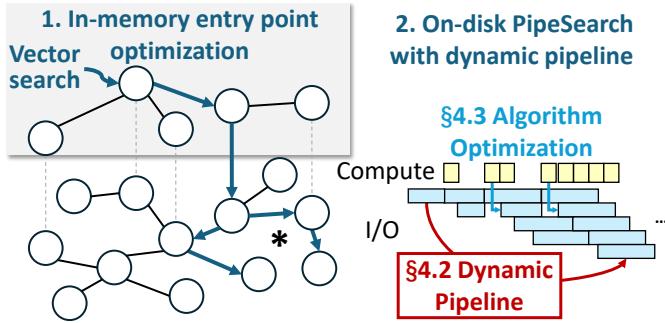 1. In-memory entry point
optimization
Vector
search
*
2. On-disk PipeSearch
with dynamic pipeline
§4.3 Algorithm
Optimization
Compute
I/O
...
§4.2 Dynamic
Pipeline